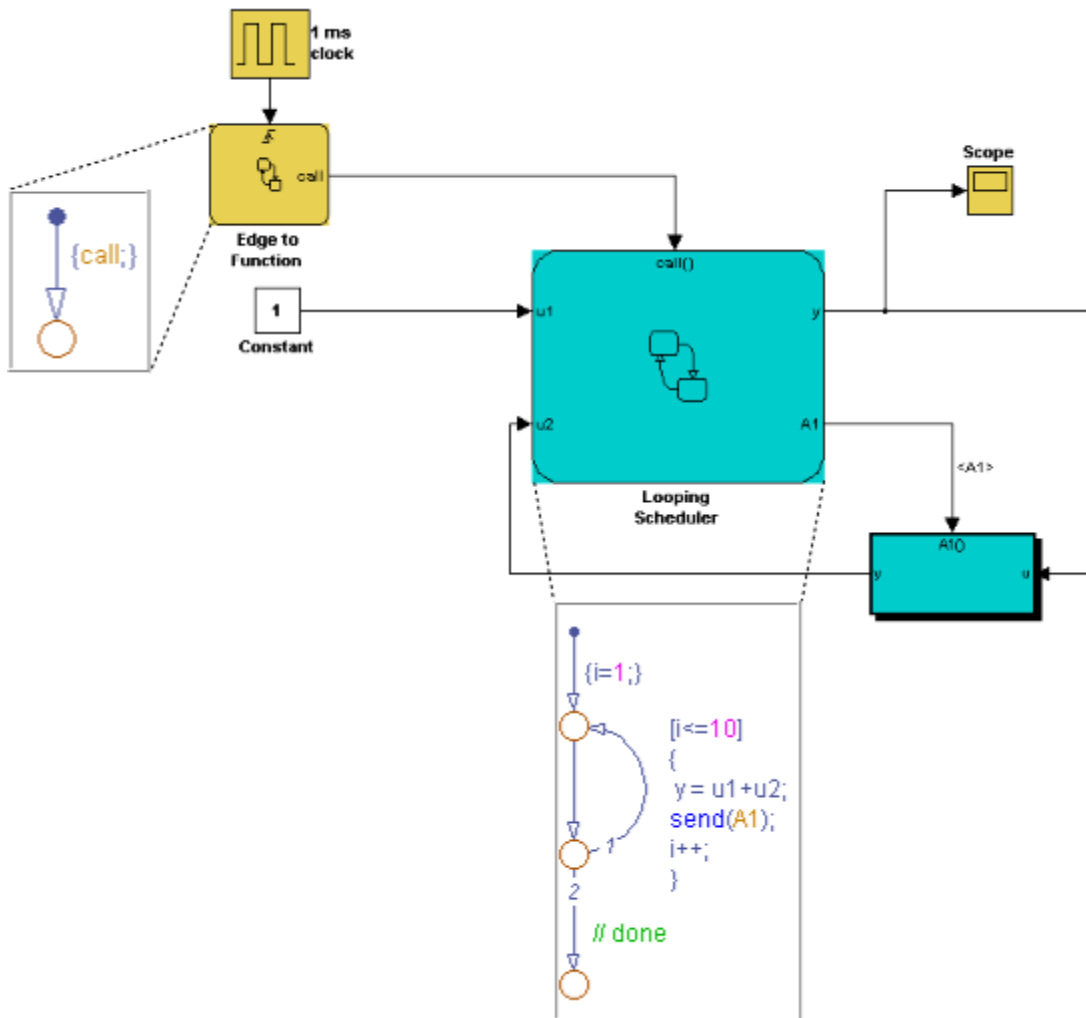 1 ms
clock
call
{call;}
Edge to
Function
Scope
call()
1
u1
y
Constant
u2
A1
<A1>
Looping
Scheduler
A1()
y
u
{i=1;}
[i<=10]
{
y = u1+u2;
send(A1);
i++;
}
1
2
// done